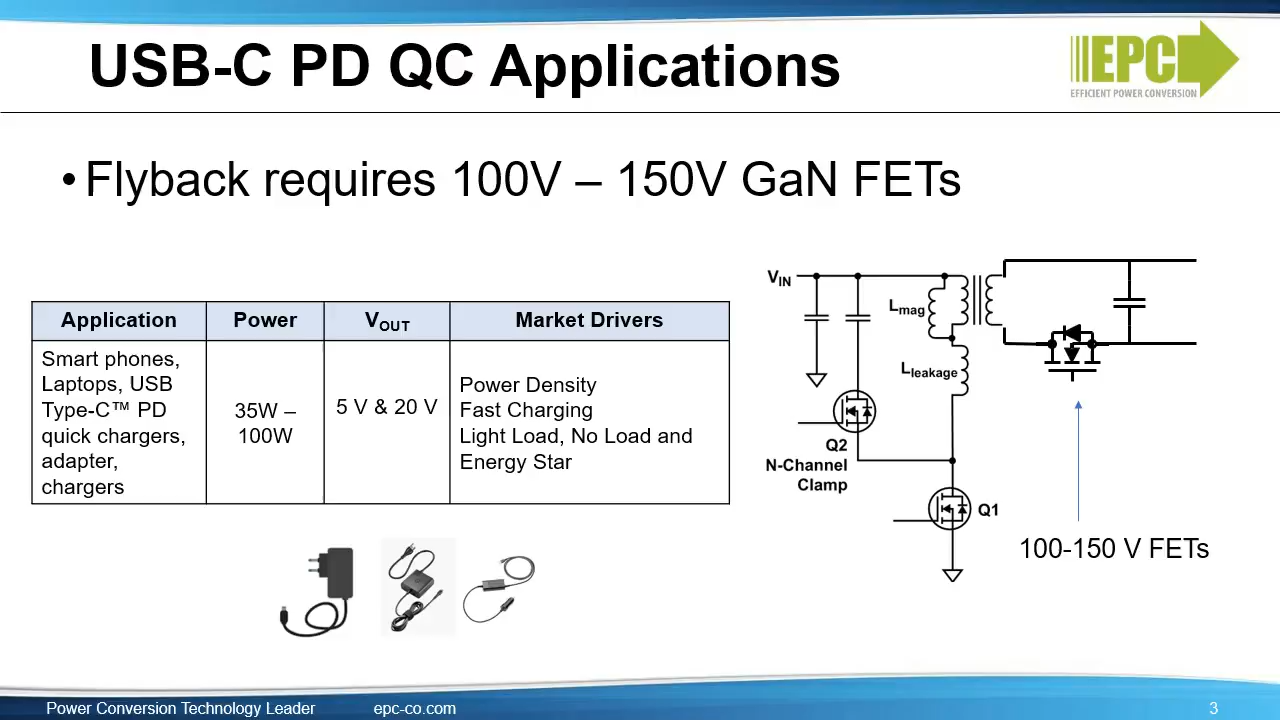 USB-C PD QC Applications
EPC
EFFICIENT POWER CONVERSION
• Flyback requires 100V – 150V GaN FETs
Application Power VOUT Market Drivers
Smart phones,
Laptops, USB
Type-C™ PD
quick chargers,
adapter,
chargers
35W –
100W
5 V & 20 V
Power Density
Fast Charging
Light Load, No Load and
Energy Star
VIN
Lmag
Lleakage
Q2
N-Channel
Clamp
Q1
100-150 V FETs
Power Conversion Technology Leader epc-co.com 3